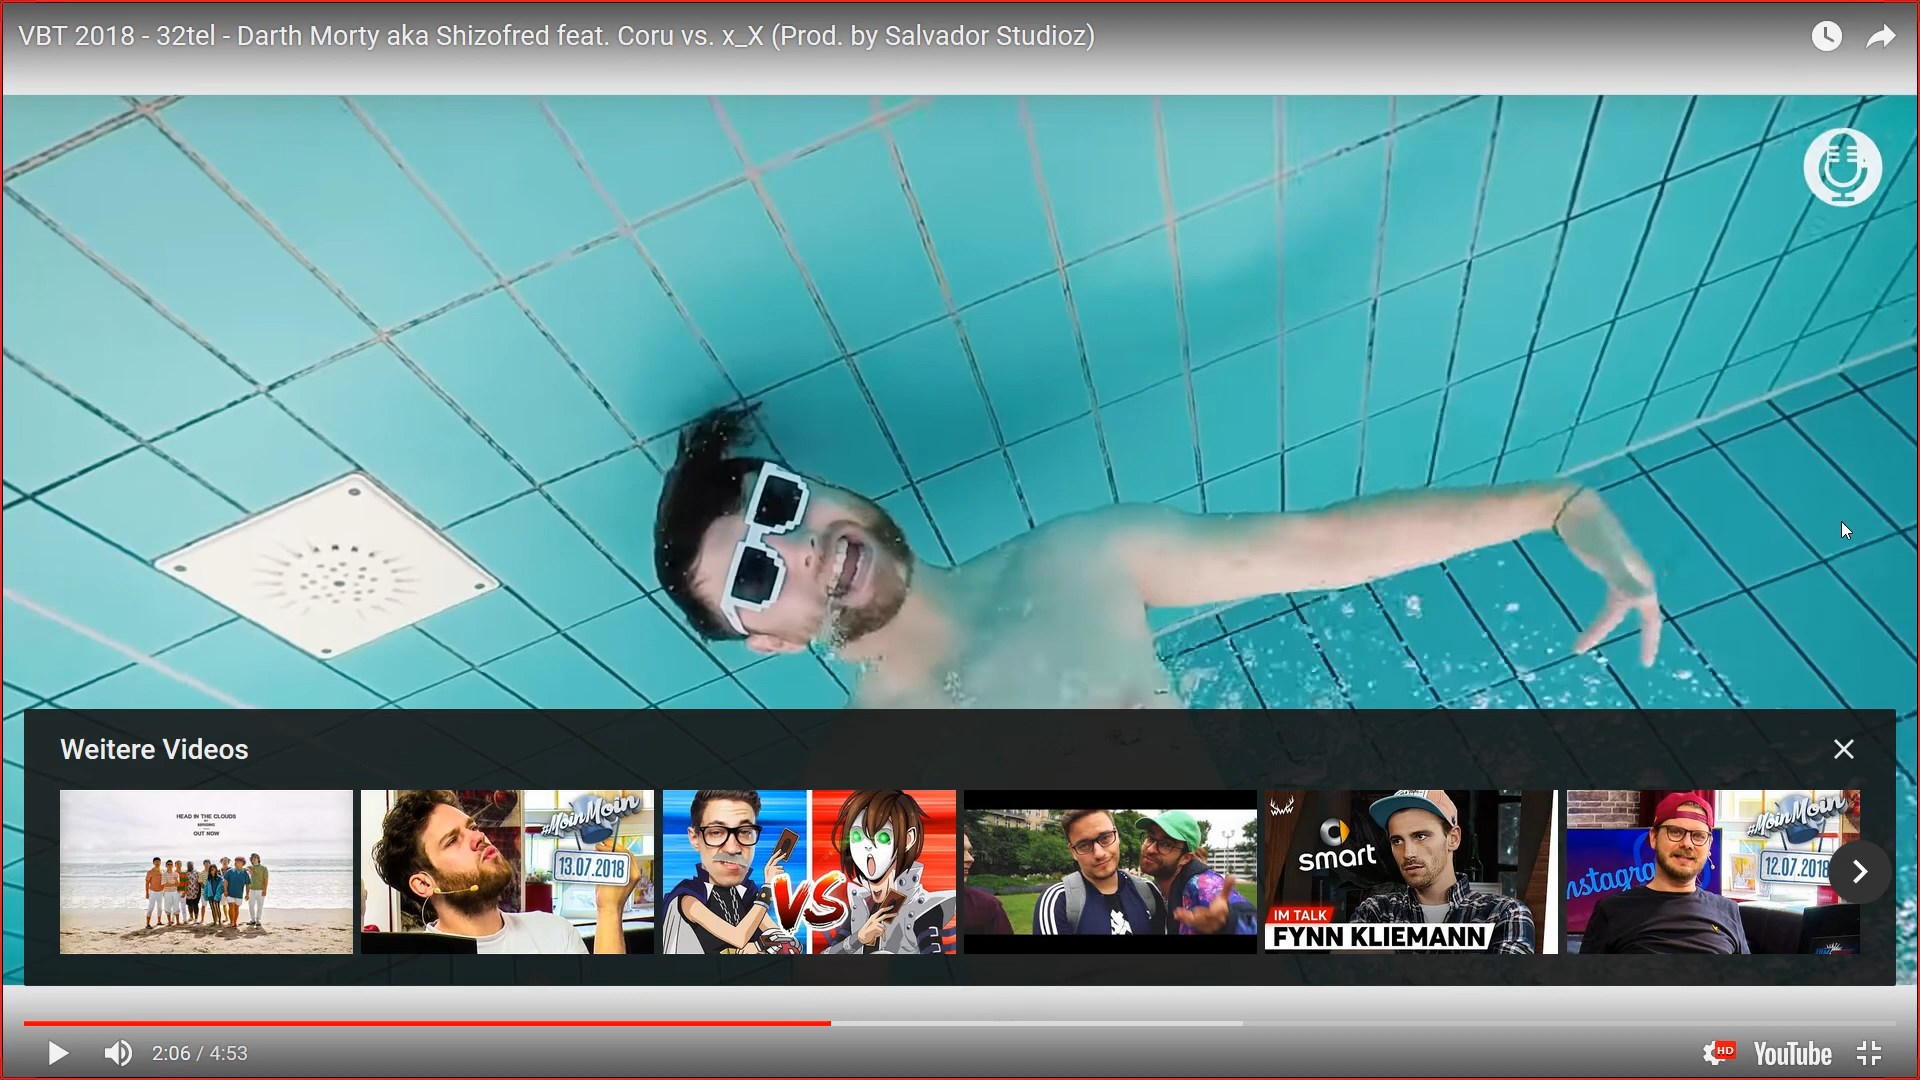 VBT 2018 - 32tel - Darth Morty aka Shizofred feat. Coru vs. x_X (Prod. by Salvador Studioz)
Weitere Videos
HEAD IN THE CLOUDS
OUT NOW
#MoinMoin
13.07.2018
VS
smart
IM TALK
FYNN KLIEMANN
nstagra
#MoinMoin
12.07.2018
2:06 / 4:53
HD
YouTube